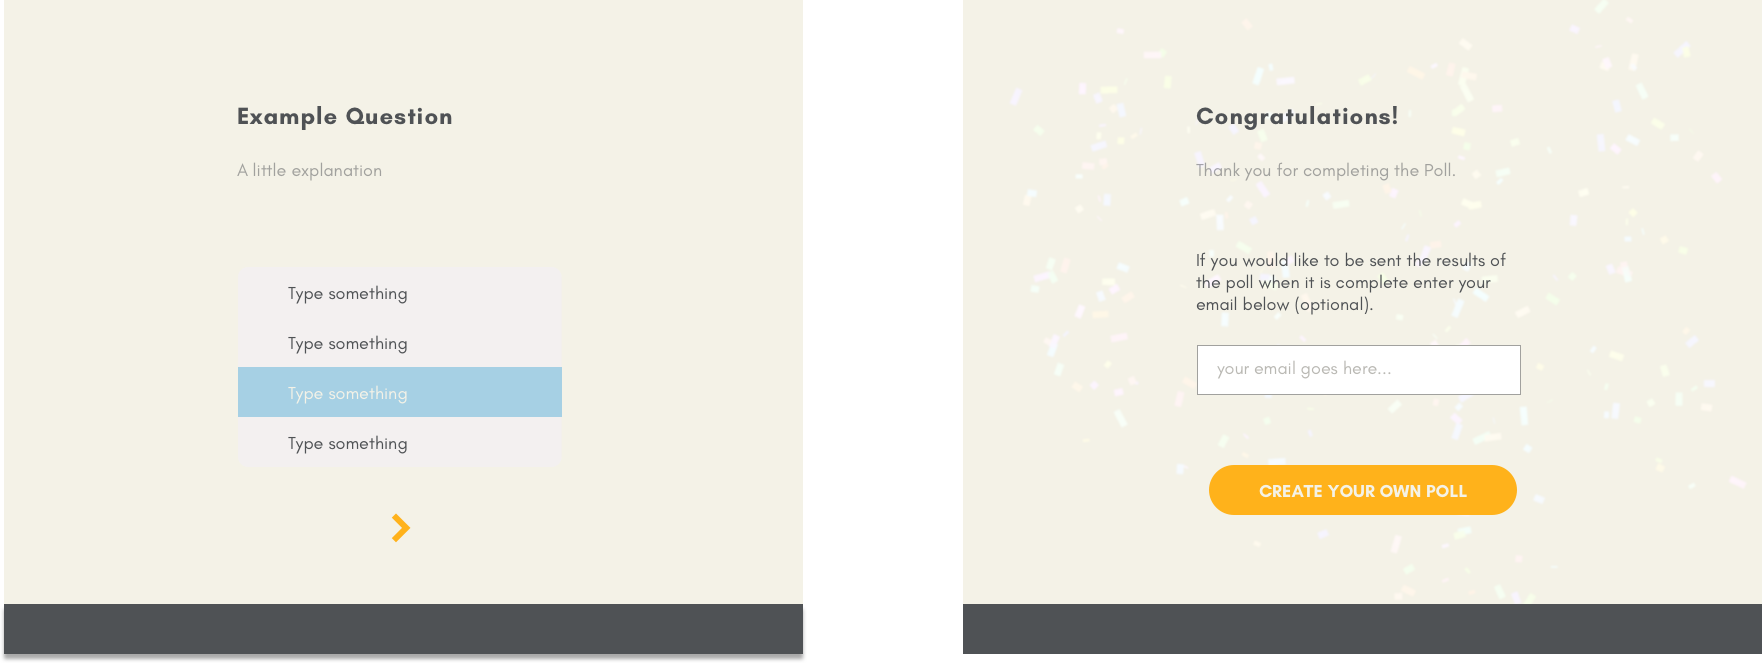 Example Question
A little explanation
Type something
Type something
Type something
Type something
Congratulations!
Thank you for completing the Poll.
If you would like to be sent the results of
the poll when it is complete enter your
email below (optional).
your email goes here...
CREATE YOUR OWN POLL